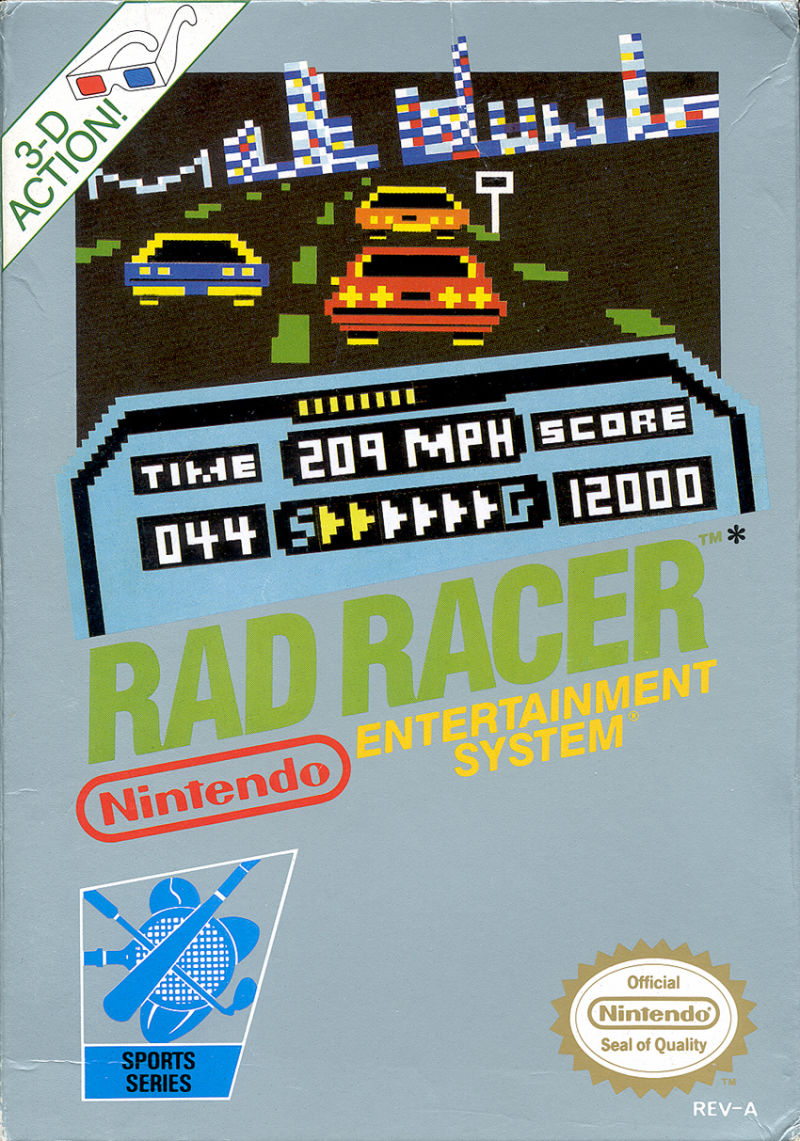 3-D
ACTION!
TIME
209 MPH
SCORE
044
S
G
12000
RAD RACER™*
Nintendo
ENTERTAINMENT
SYSTEM®
SPORTS
SERIES
Official
Nintendo®
Seal of Quality
TM
REV-A